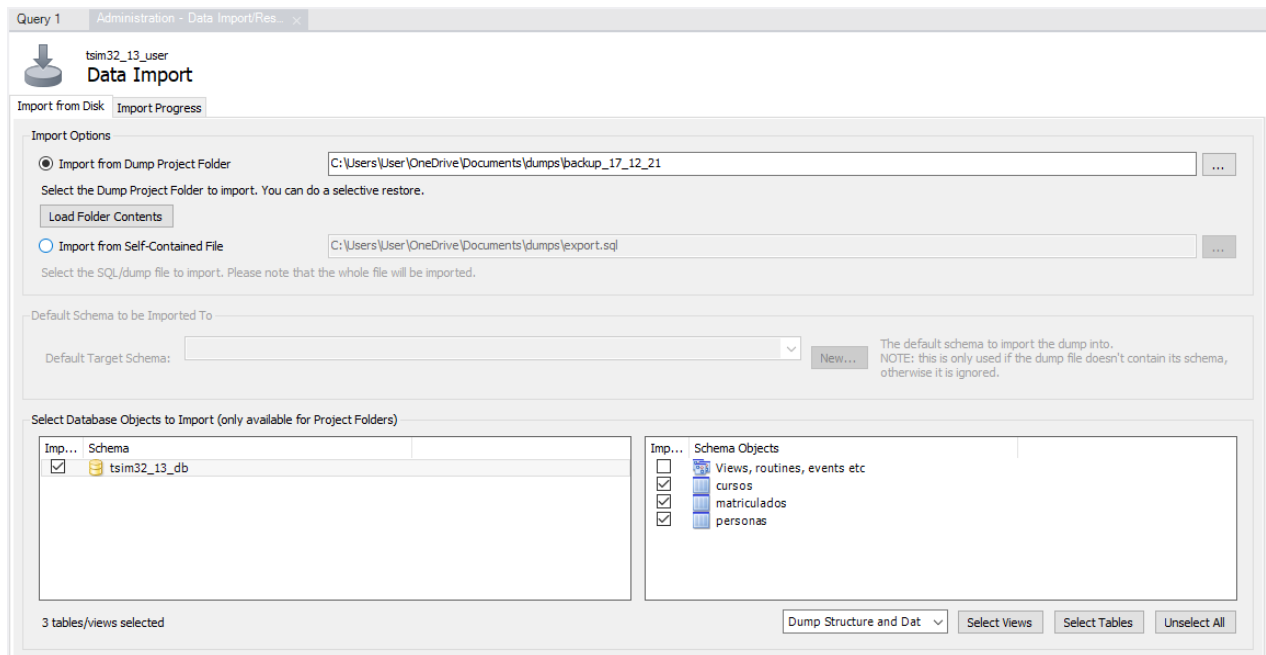 Query 1
Administration - Data Import/Res...
tsim32_13_user
Data Import
Import from Disk
Import Progress
Import Options
Import from Dump Project Folder
C:\Users\User\OneDrive\Documents\dumps\backup_17_12_21
...
Select the Dump Project Folder to import. You can do a selective restore.
Load Folder Contents
Import from Self-Contained File
C:\Users\User\OneDrive\Documents\dumps\export.sql
...
Select the SQL/dump file to import. Please note that the whole file will be imported.
Default Schema to be Imported To
Default Target Schema:
New...
The default schema to import the dump into.
NOTE: this is only used if the dump file doesn't contain its schema,
otherwise it is ignored.
Select Database Objects to Import (only available for Project Folders)
Imp... Schema
tsim32_13_db
Imp... Schema Objects
Views, routines, events etc
cursos
matriculados
personas
3 tables/views selected
Dump Structure and Dat
Select Views
Select Tables
Unselect All